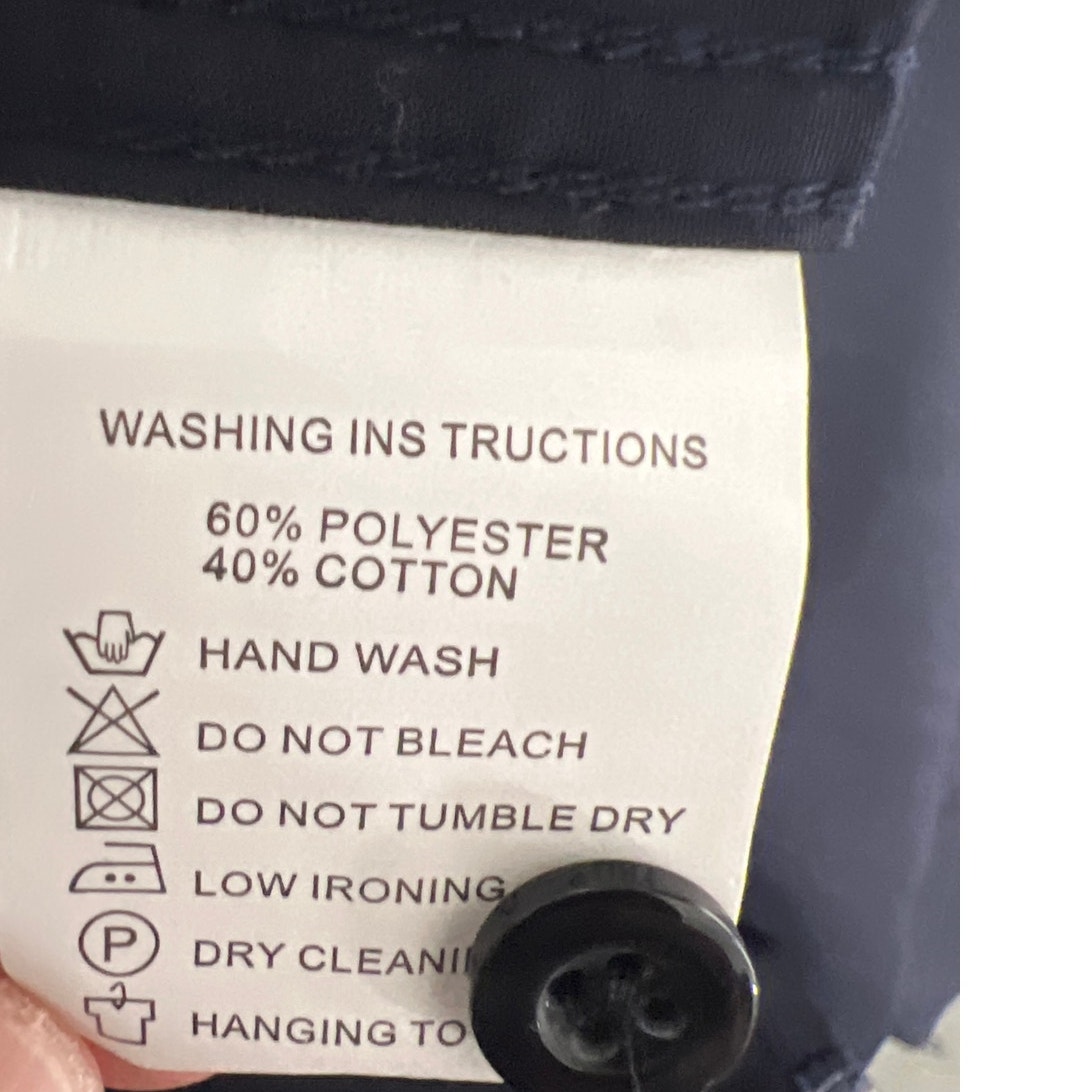 WASHING INS TRUCTIONS
60% POLYESTER
40% COTTON
HAND WASH
DO NOT BLEACH
DO NOT TUMBLE DRY
LOW IRONING
P DRY
HANGING TO